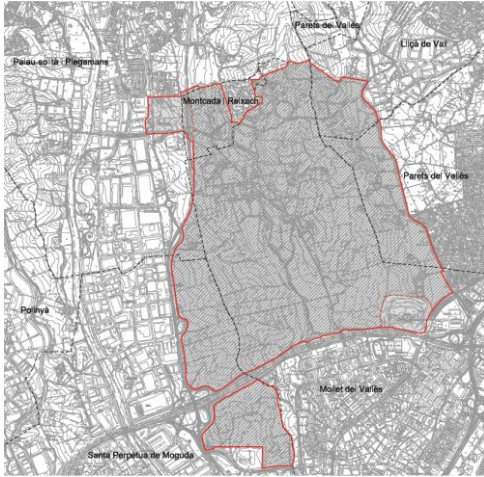 Parets del Vallès
Lliçà de Vall
Palau-solità i Plegamans
Montcada i Reixach
Parets del Vallès
Polinyà
Mollet del Vallès
Santa Perpètua de Moguda